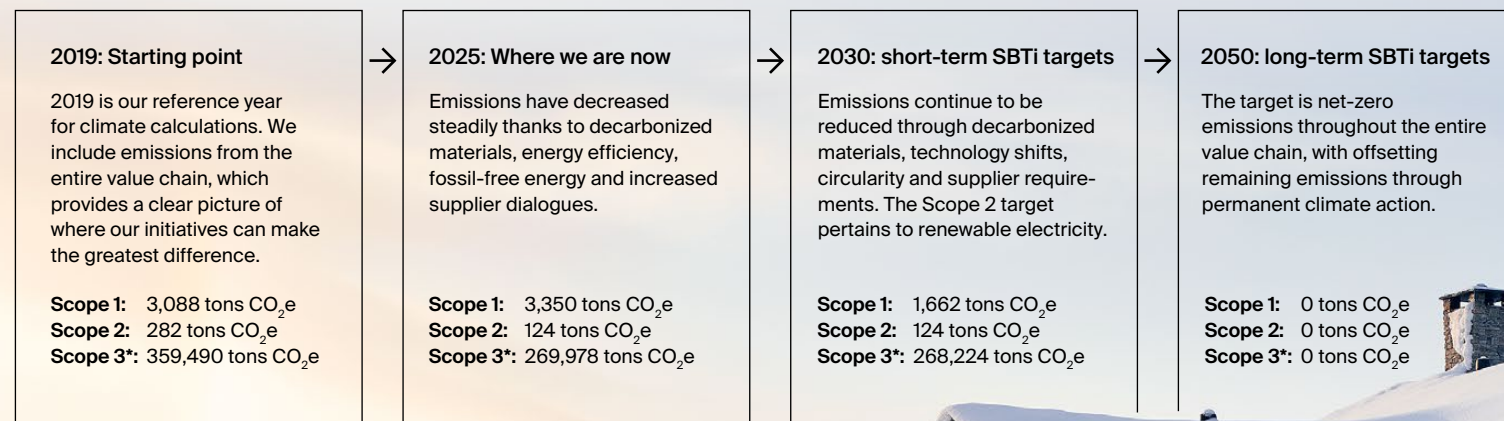 2019: Starting point
2019 is our reference year
for climate calculations. We
include emissions from the
entire value chain, which
provides a clear picture of
where our initiatives can make
the greatest difference.
Scope 1: 3,088 tons CO₂e
Scope 2: 282 tons CO₂e
Scope 3*: 359,490 tons CO₂e
→
2025: Where we are now
Emissions have decreased
steadily thanks to decarbonized
materials, energy efficiency,
fossil-free energy and increased
supplier dialogues.
Scope 1: 3,350 tons CO₂e
Scope 2: 124 tons CO₂e
Scope 3*: 269,978 tons CO₂e
→
2030: short-term SBTi targets
Emissions continue to be
reduced through decarbonized
materials, technology shifts,
circularity and supplier require-
ments. The Scope 2 target
pertains to renewable electricity.
Scope 1: 1,662 tons CO₂e
Scope 2: 124 tons CO₂e
Scope 3*: 268,224 tons CO₂e
→
2050: long-term SBTi targets
The target is net-zero
emissions throughout the entire
value chain, with offsetting
remaining emissions through
permanent climate action.
Scope 1: 0 tons CO₂e
Scope 2: 0 tons CO₂e
Scope 3*: 0 tons CO₂e